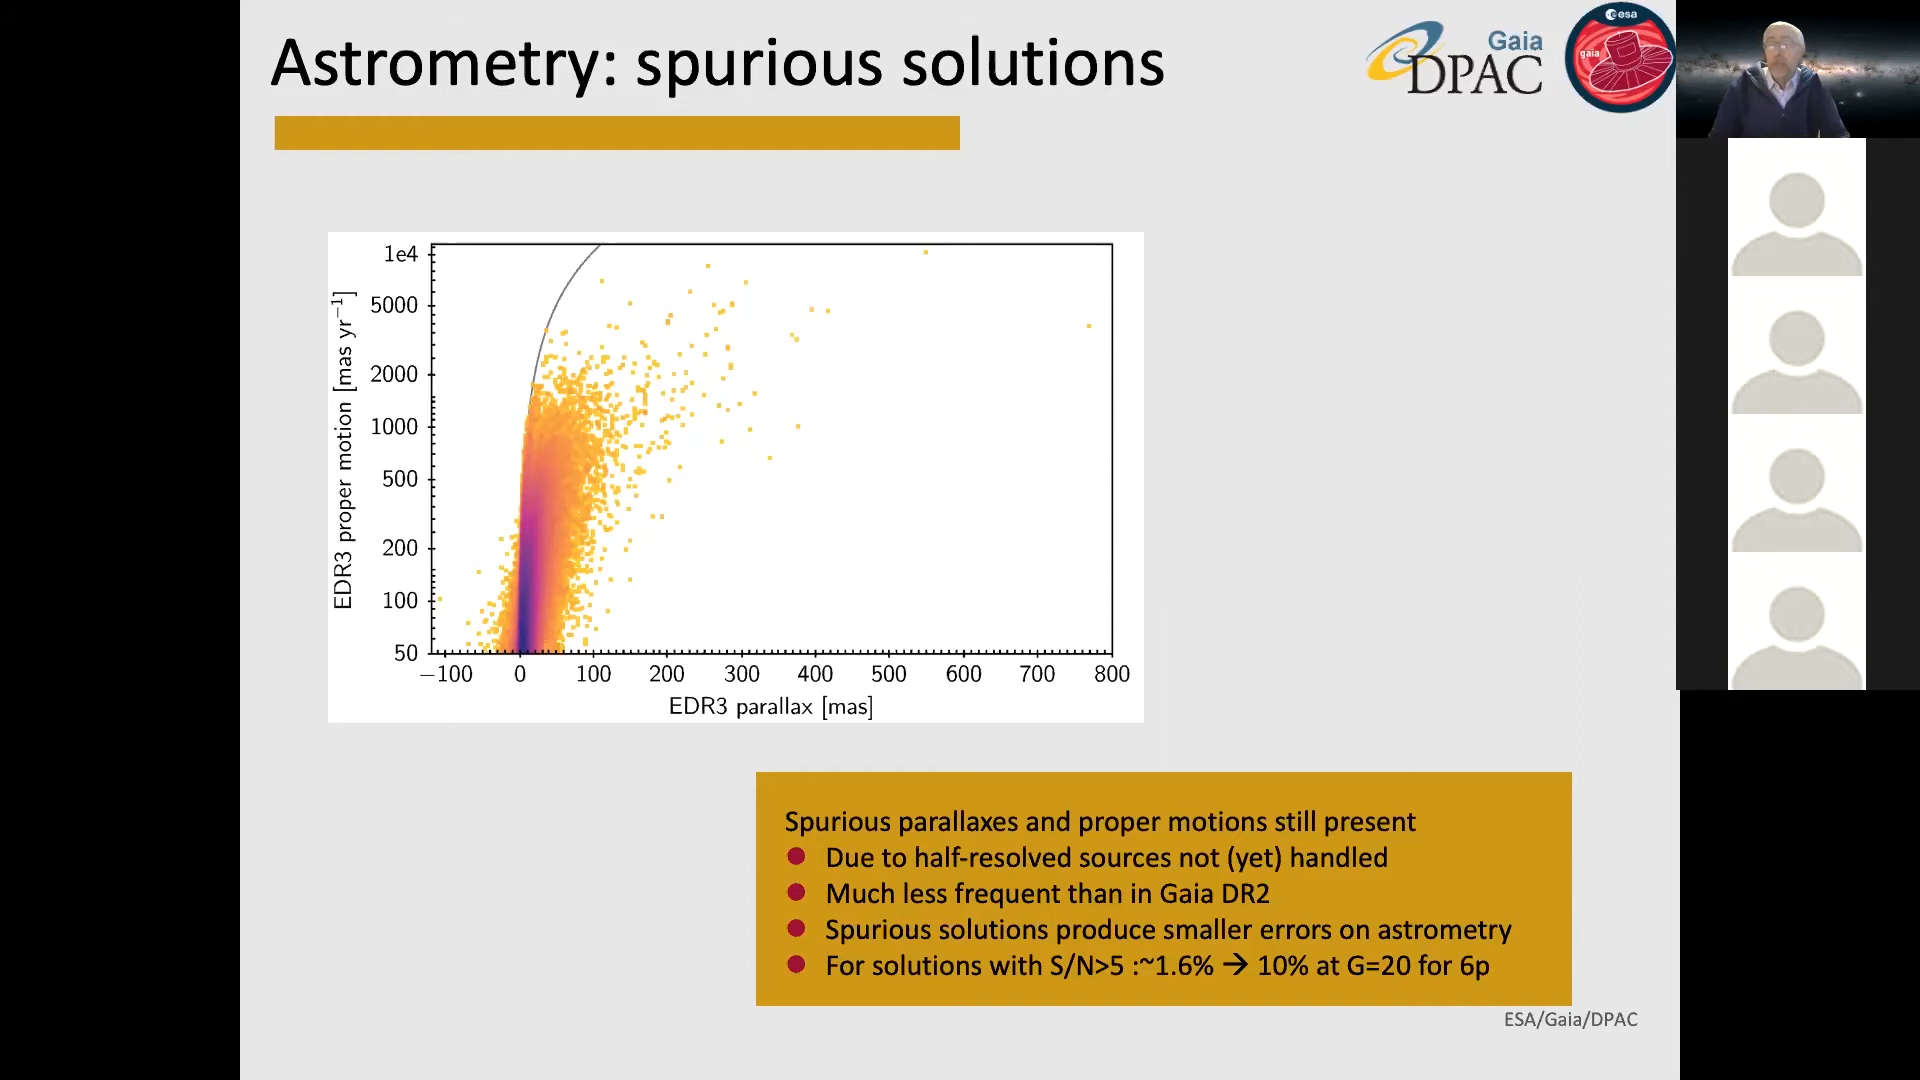 Astrometry: spurious solutions
Gaia
DPAC
esa
gaia
1e4
5000
2000
1000
500
200
100
50
EDR3 proper motion [mas yr−1]
−100 0 100 200 300 400 500 600 700 800
EDR3 parallax [mas]
Spurious parallaxes and proper motions still present
Due to half-resolved sources not (yet) handled
Much less frequent than in Gaia DR2
Spurious solutions produce smaller errors on astrometry
For solutions with S/N>5 :~1.6% → 10% at G=20 for 6p
ESA/Gaia/DPAC